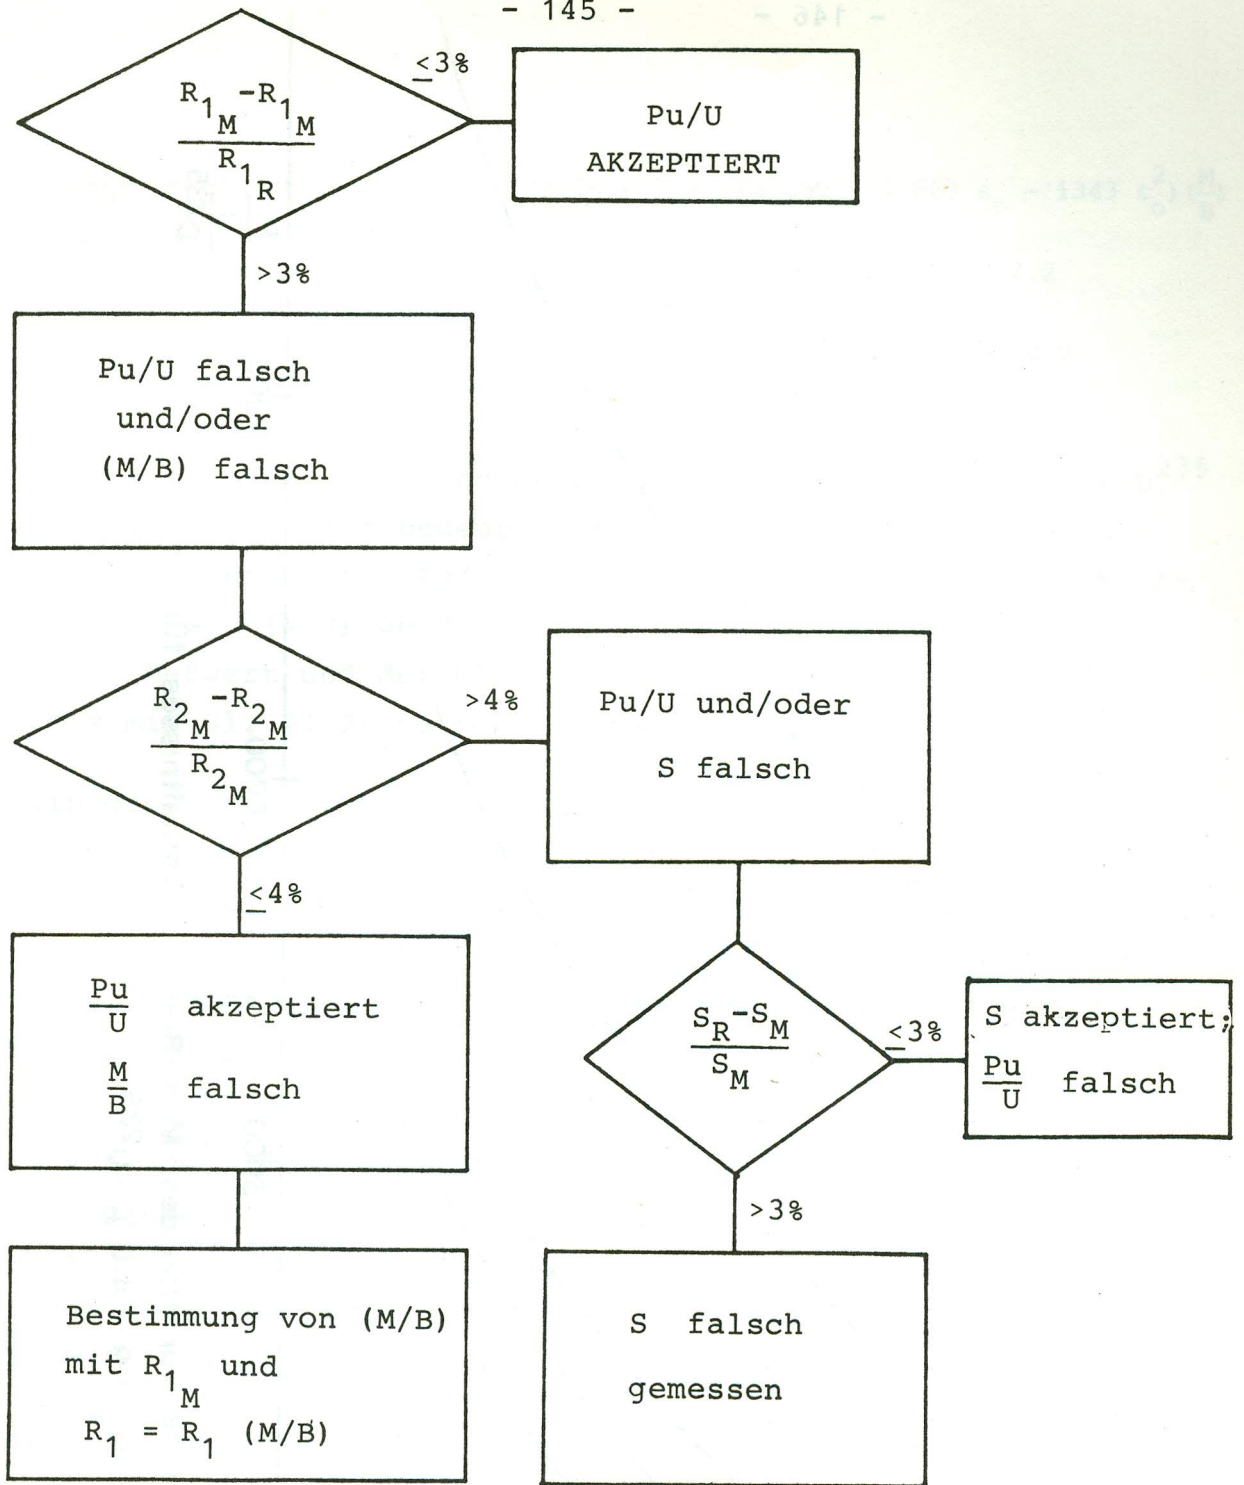 - 145 -
R1M-R1M
R1R
≤3%
Pu/U
AKZEPTIERT
>3%
Pu/U falsch
und/oder
(M/B) falsch
R2M-R2M
R2M
>4%
Pu/U und/oder
S falsch
≤4%
Pu/U akzeptiert
M/B falsch
SR-SM
SM
≤3%
S akzeptiert;
Pu/U falsch
>3%
Bestimmung von (M/B)
mit R1M und
R1 = R1 (M/B)
S falsch
gemessen